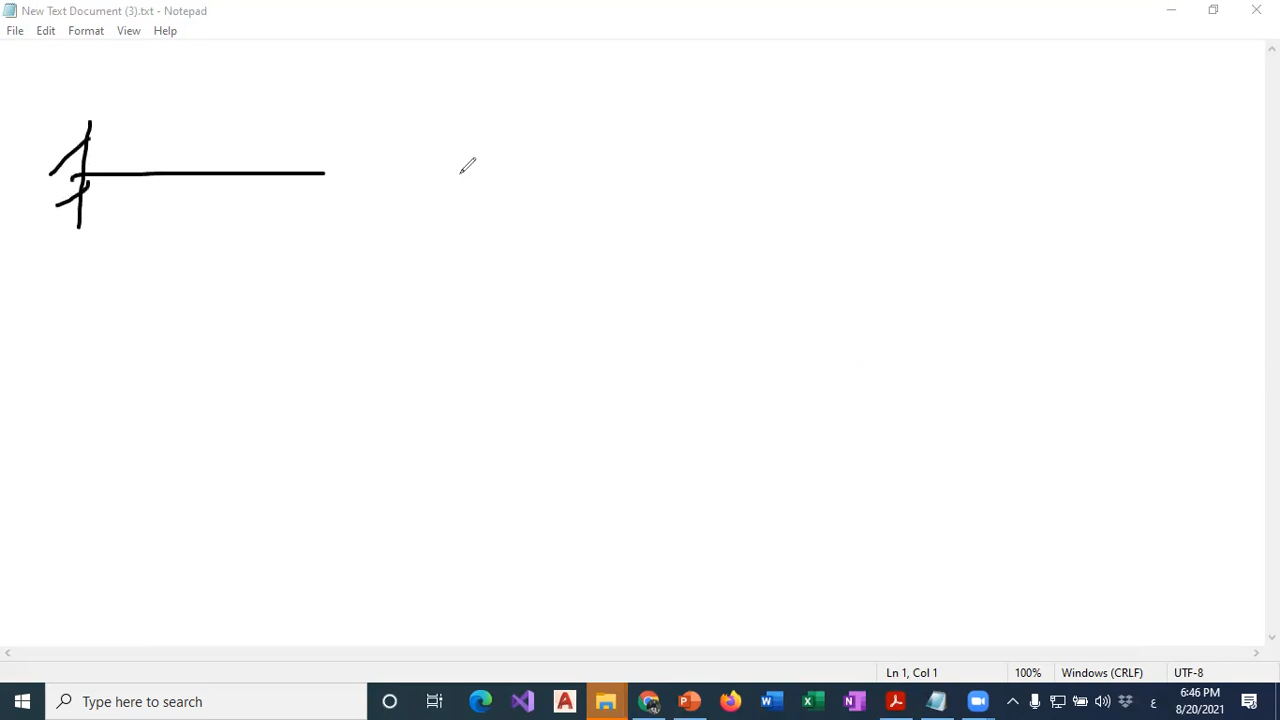 New Text Document (3).txt - Notepad
File Edit Format View Help
Ln 1, Col 1 100% Windows (CRLF) UTF-8
Type here to search
ع 6:46 PM
8/20/2021